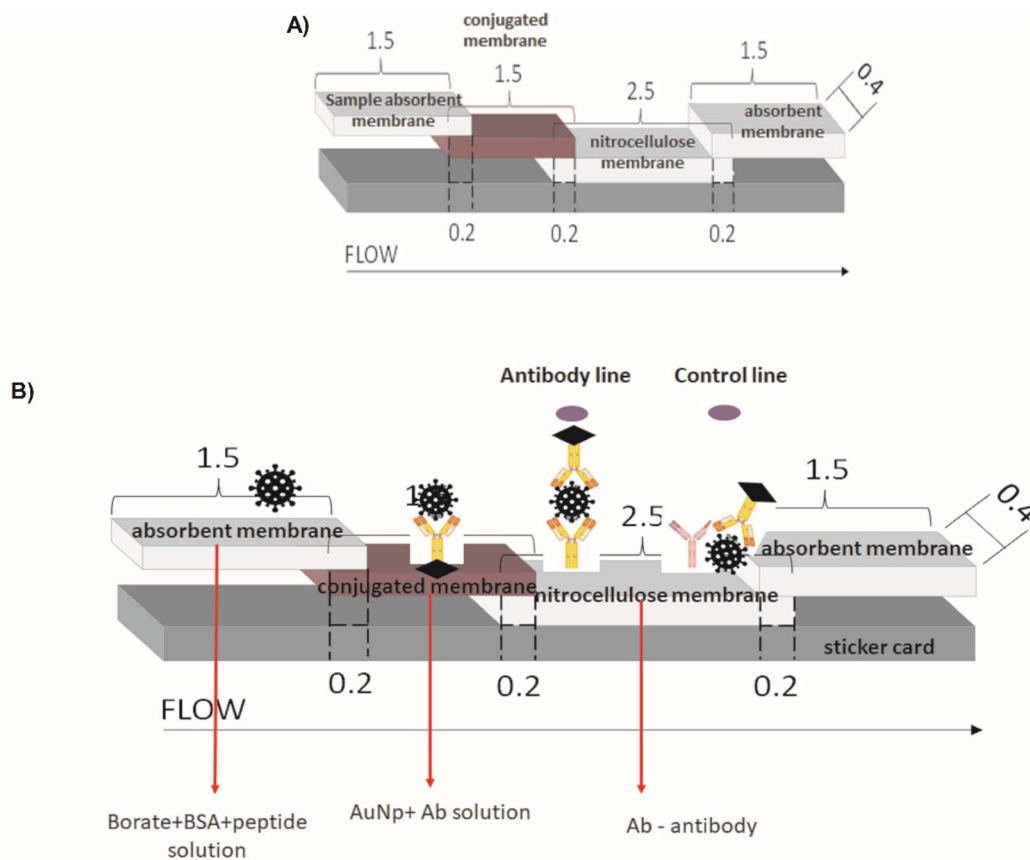 A)
conjugated
membrane
1.5
1.5
1.5
2.5
0.4
Sample absorbent
membrane
absorbent
membrane
nitrocellulose
membrane
0.2
0.2
0.2
FLOW
B)
Antibody line
Control line
1.5
1.5
2.5
0.4
absorbent membrane
absorbent membrane
conjugated membrane
nitrocellulose membrane
sticker card
0.2
0.2
0.2
FLOW
Borate+BSA+peptide
solution
AuNp+ Ab solution
Ab - antibody